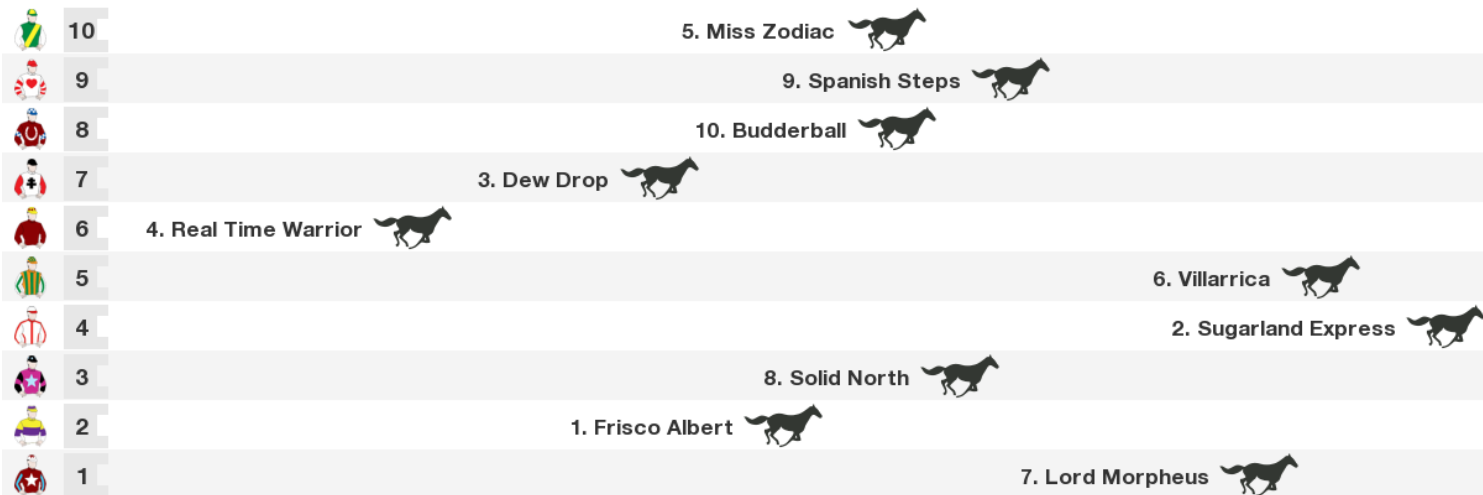 10 5. Miss Zodiac
9 9. Spanish Steps
8 10. Budderball
7 3. Dew Drop
6 4. Real Time Warrior
5 6. Villarrica
4 2. Sugarland Express
3 8. Solid North
2 1. Frisco Albert
1 7. Lord Morpheus